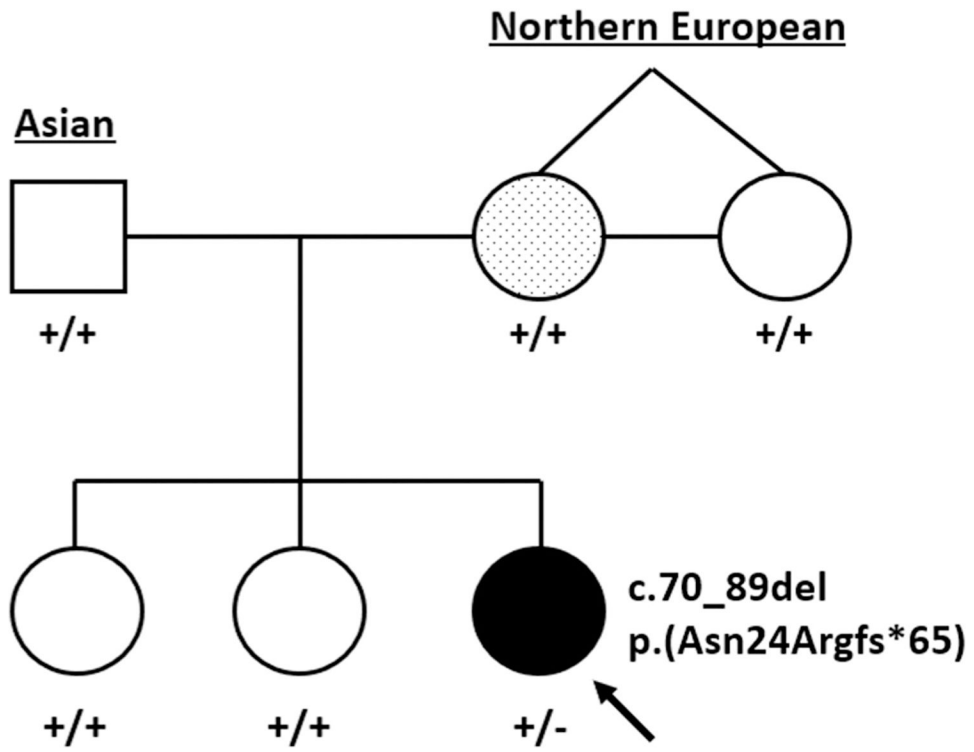 Northern European
Asian
+/+
+/+
+/+
c.70_89del
p.(Asn24Argfs*65)
+/+
+/+
+/-